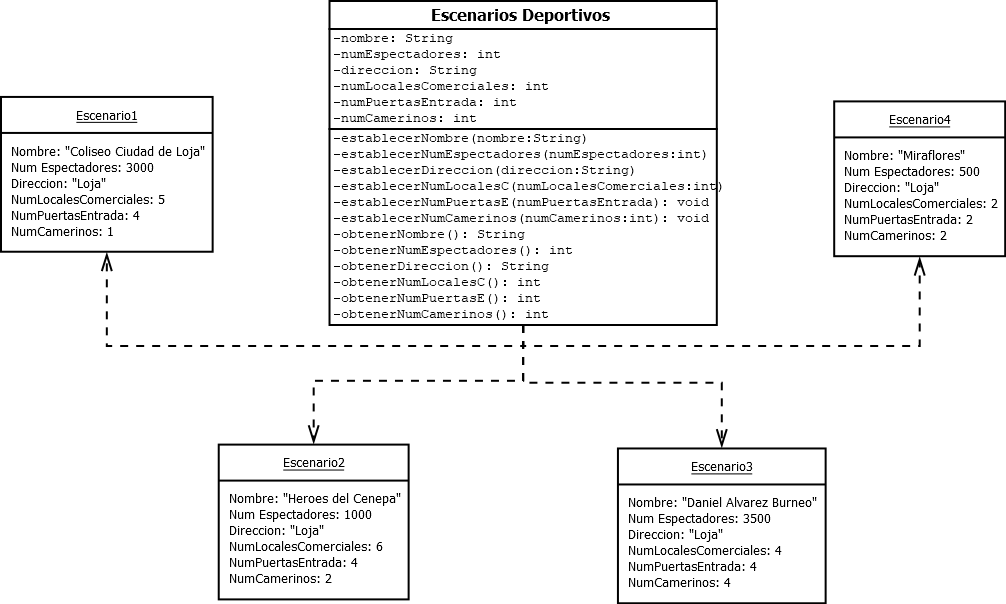 Escenarios Deportivos
-nombre: String
-numEspectadores: int
-direccion: String
-numLocalesComerciales: int
-numPuertasEntrada: int
-numCamerinos: int
-establecerNombre(nombre:String)
-establecerNumEspectadores(numEspectadores:int)
-establecerDireccion(direccion:String)
-establecerNumLocalesC(numLocalesComerciales:int)
-establecerNumPuertasE(numPuertasEntrada): void
-establecerNumCamerinos(numCamerinos:int): void
-obtenerNombre(): String
-obtenerNumEspectadores(): int
-obtenerDireccion(): String
-obtenerNumLocalesC(): int
-obtenerNumPuertasE(): int
-obtenerNumCamerinos(): int
Escenario1
Nombre: "Coliseo Ciudad de Loja"
Num Espectadores: 3000
Direccion: "Loja"
NumLocalesComerciales: 5
NumPuertasEntrada: 4
NumCamerinos: 1
Escenario4
Nombre: "Miraflores"
Num Espectadores: 500
Direccion: "Loja"
NumLocalesComerciales: 2
NumPuertasEntrada: 2
NumCamerinos: 2
Escenario2
Nombre: "Heroes del Cenepa"
Num Espectadores: 1000
Direccion: "Loja"
NumLocalesComerciales: 6
NumPuertasEntrada: 4
NumCamerinos: 2
Escenario3
Nombre: "Daniel Alvarez Burneo"
Num Espectadores: 3500
Direccion: "Loja"
NumLocalesComerciales: 4
NumPuertasEntrada: 4
NumCamerinos: 4